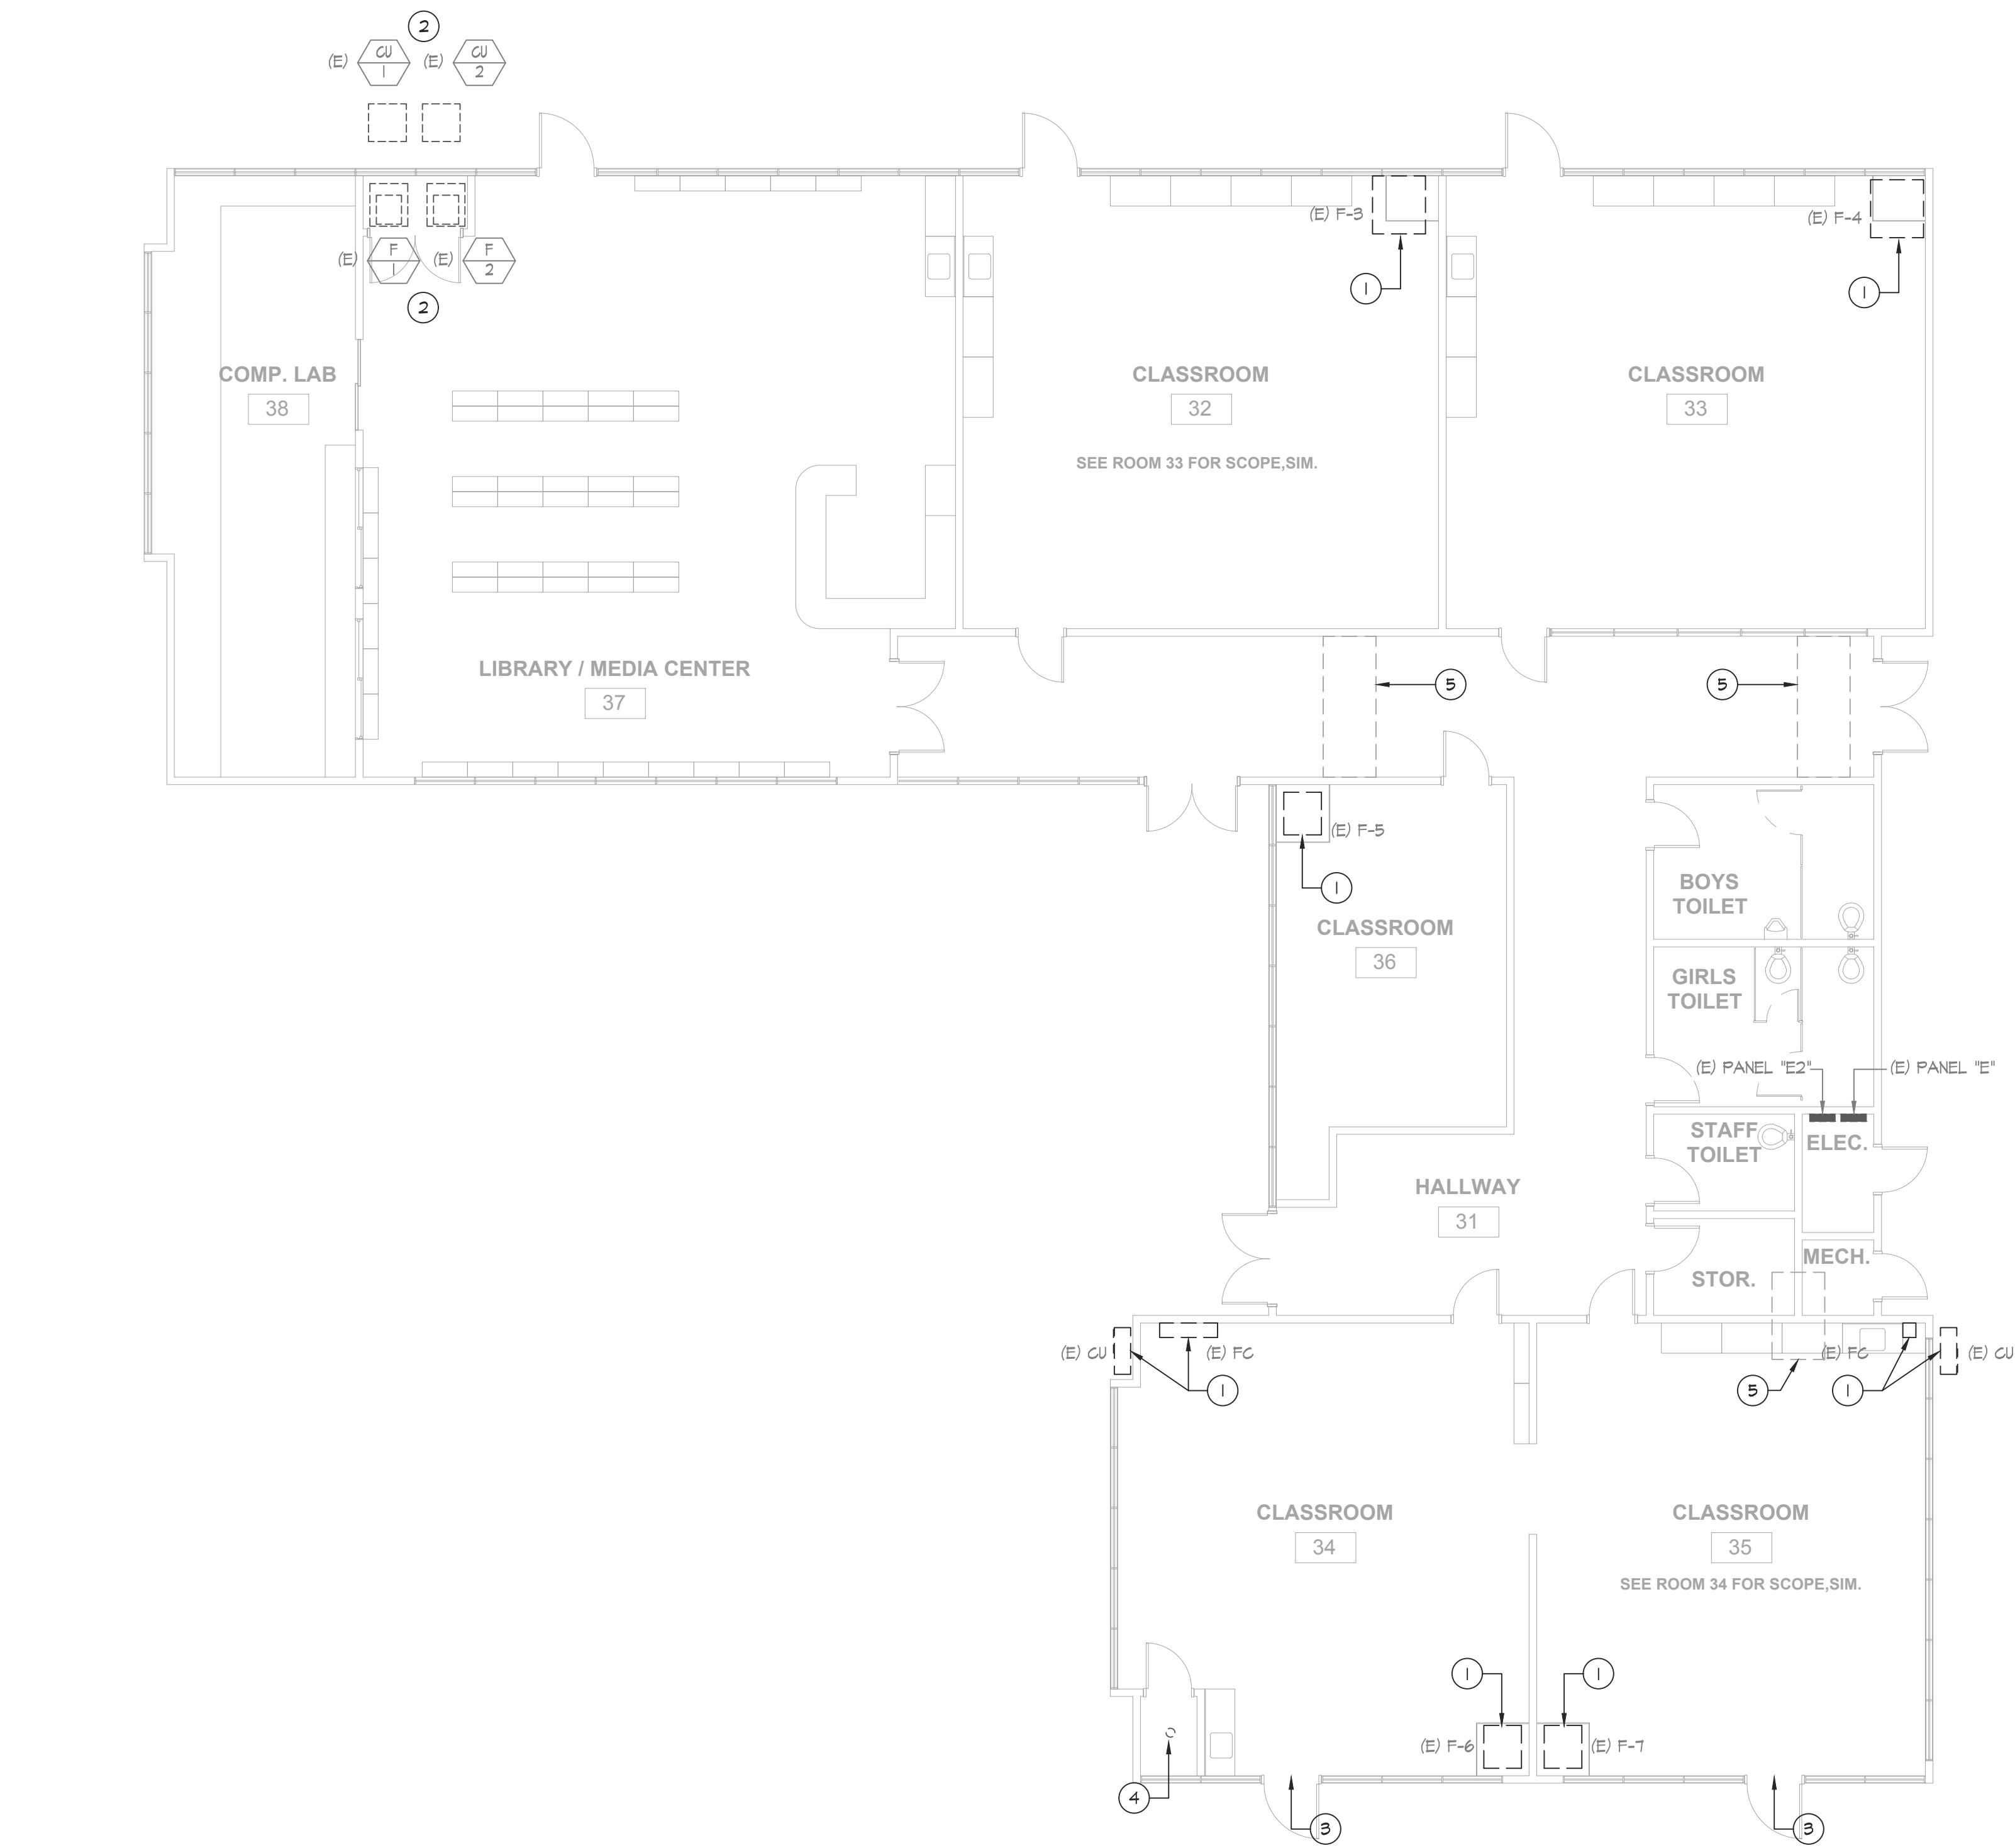 2
(E) CU 1 (E) CU 2
(E) F-3
(E) F-4
(E) F 1 (E) F 2
1
1
2
COMP. LAB
38
CLASSROOM
32
CLASSROOM
33
SEE ROOM 33 FOR SCOPE,SIM.
LIBRARY / MEDIA CENTER
37
5
5
(E) F-5
1
BOYS
TOILET
CLASSROOM
36
GIRLS
TOILET
(E) PANEL "E2"
(E) PANEL "E"
STAFF
TOILET
ELEC.
HALLWAY
31
MECH.
STOR.
(E) CU
(E) FC
(E) FC
(E) CU
1
5
1
CLASSROOM
34
CLASSROOM
35
SEE ROOM 34 FOR SCOPE,SIM.
1
1
(E) F-6
(E) F-7
4
3
3